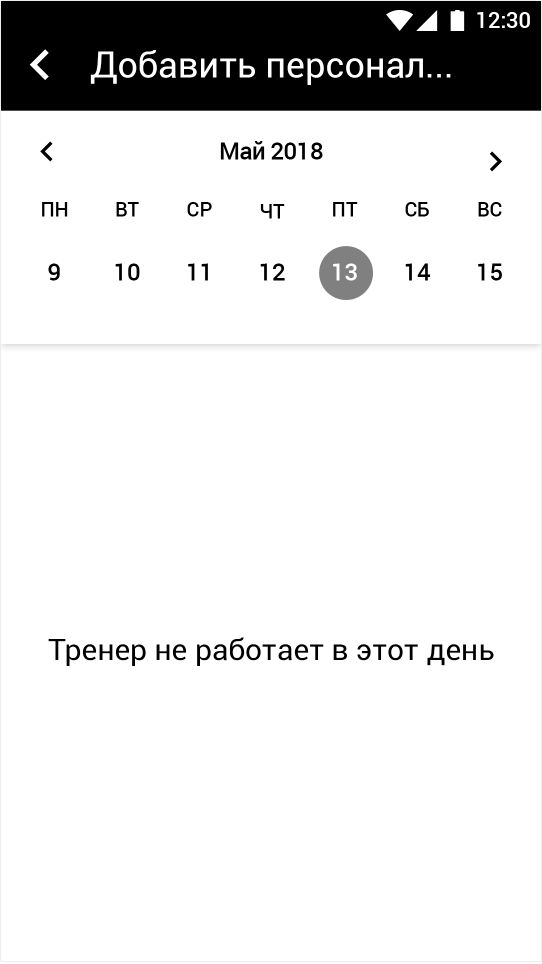 12:30
Добавить персонал...
Май 2018
ПН ВТ СР ЧТ ПТ СБ ВС
9 10 11 12 13 14 15
Тренер не работает в этот день